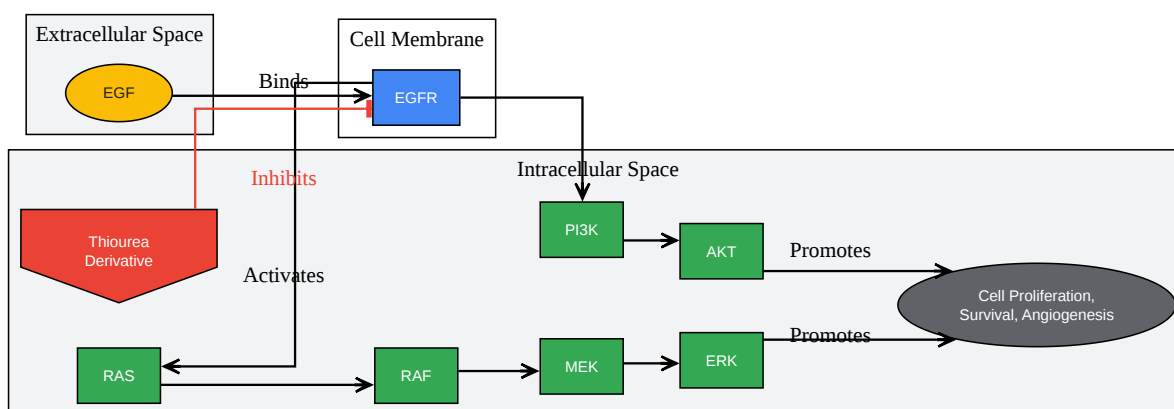 Extracellular Space
Cell Membrane
EGF
Binds
EGFR
Inhibits
Intracellular Space
Thiourea
Derivative
PI3K
AKT
Promotes
Activates
Cell Proliferation,
Survival, Angiogenesis
RAS
RAF
MEK
ERK
Promotes